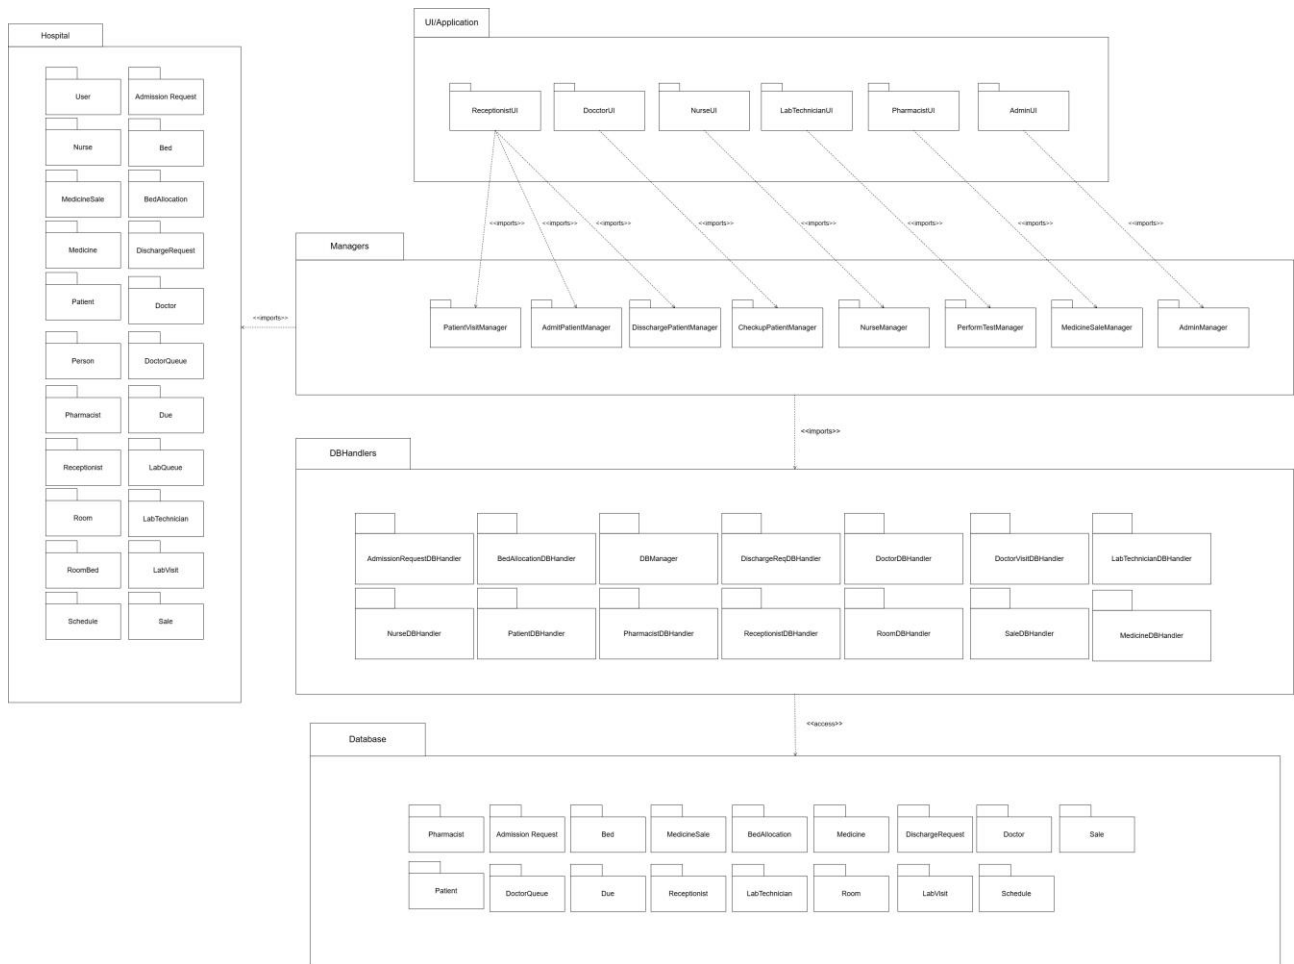 Hospital
User
Admission Request
Nurse
Bed
MedicineSale
BedAllocation
Medicine
DischargeRequest
Patient
Doctor
Person
DoctorQueue
Pharmacist
Due
Receptionist
LabQueue
Room
LabTechnician
RoomBed
LabVisit
Schedule
Sale
UI/Application
ReceptionistUI
DocctorUI
NurseUI
LabTechnicianUI
PharmacistUI
AdminUI
<<imports>>
<<imports>>
<<imports>>
<<imports>>
<<imports>>
<<imports>>
<<imports>>
<<imports>>
Managers
<<imports>>
PatientVisitManager
AdmitPatientManager
DisschargePatientManager
CheckupPatientManager
NurseManager
PerformTestManager
MedicineSaleManager
AdminManager
<<imports>>
DBHandlers
AdmissionRequestDBHandler
BedAllocationDBHandler
DBManager
DischargeReqDBHandler
DoctorDBHandler
DoctorVisitDBHandler
LabTechnicianDBHandler
NurseDBHandler
PatientDBHandler
PharmacistDBHandler
ReceptionistDBHandler
RoomDBHandler
SaleDBHandler
MedicineDBHandler
<<access>>
Database
Pharmacist
Admission Request
Bed
MedicineSale
BedAllocation
Medicine
DischargeRequest
Doctor
Sale
Patient
DoctorQueue
Due
Receptionist
LabTechnician
Room
LabVisit
Schedule